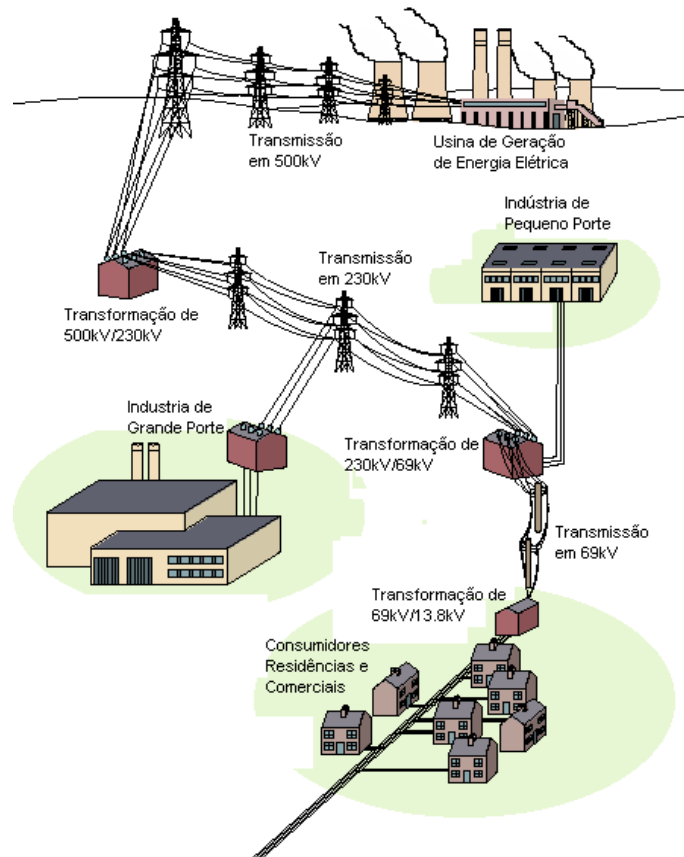 Transmissão
em 500kV
Usina de Geração
de Energia Elétrica
Indústria de
Pequeno Porte
Transmissão
em 230kV
Transformação de
500kV/230kV
Industria de
Grande Porte
Transformação de
230kV/69kV
Transmissão
em 69kV
Transformação de
69kV/13.8kV
Consumidores
Residências e
Comerciais